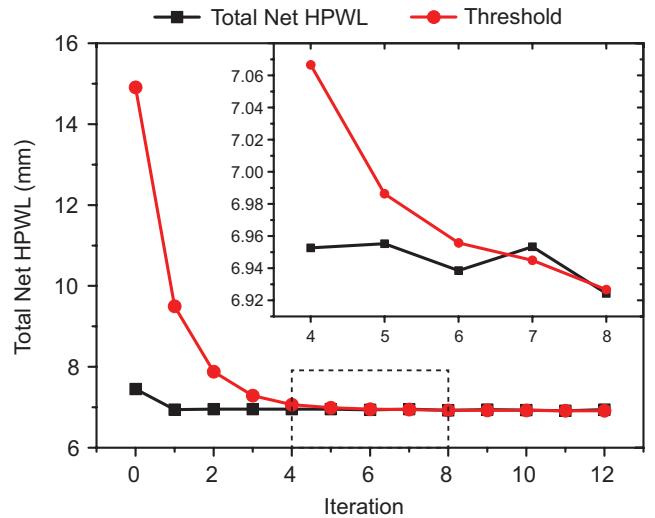 Total Net HPWL Threshold
Total Net HPWL (mm)
16
14
12
10
8
6
7.06
7.04
7.02
7.00
6.98
6.96
6.94
6.92
4 5 6 7 8
0 2 4 6 8 10 12
Iteration